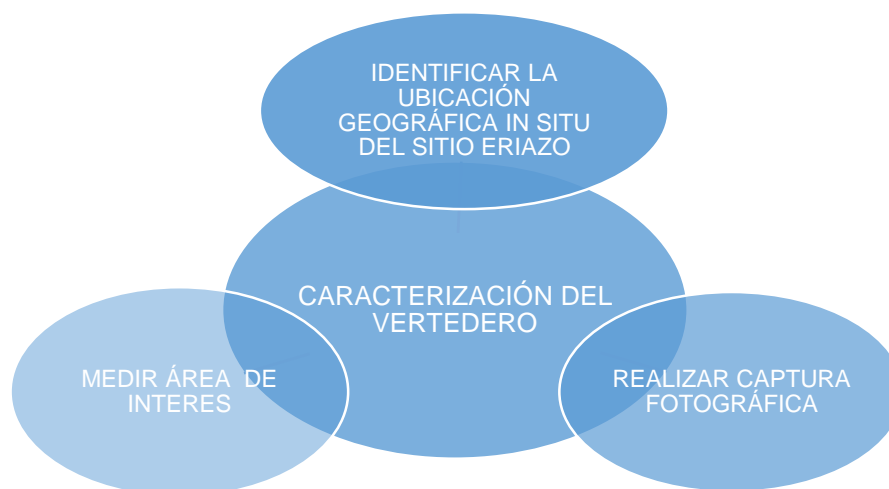 IDENTIFICAR LA
UBICACIÓN
GEOGRÁFICA IN SITU
DEL SITIO ERIAZO
CARACTERIZACIÓN DEL
VERTEDERO
MEDIR ÁREA DE
INTERES
REALIZAR CAPTURA
FOTOGRÁFICA